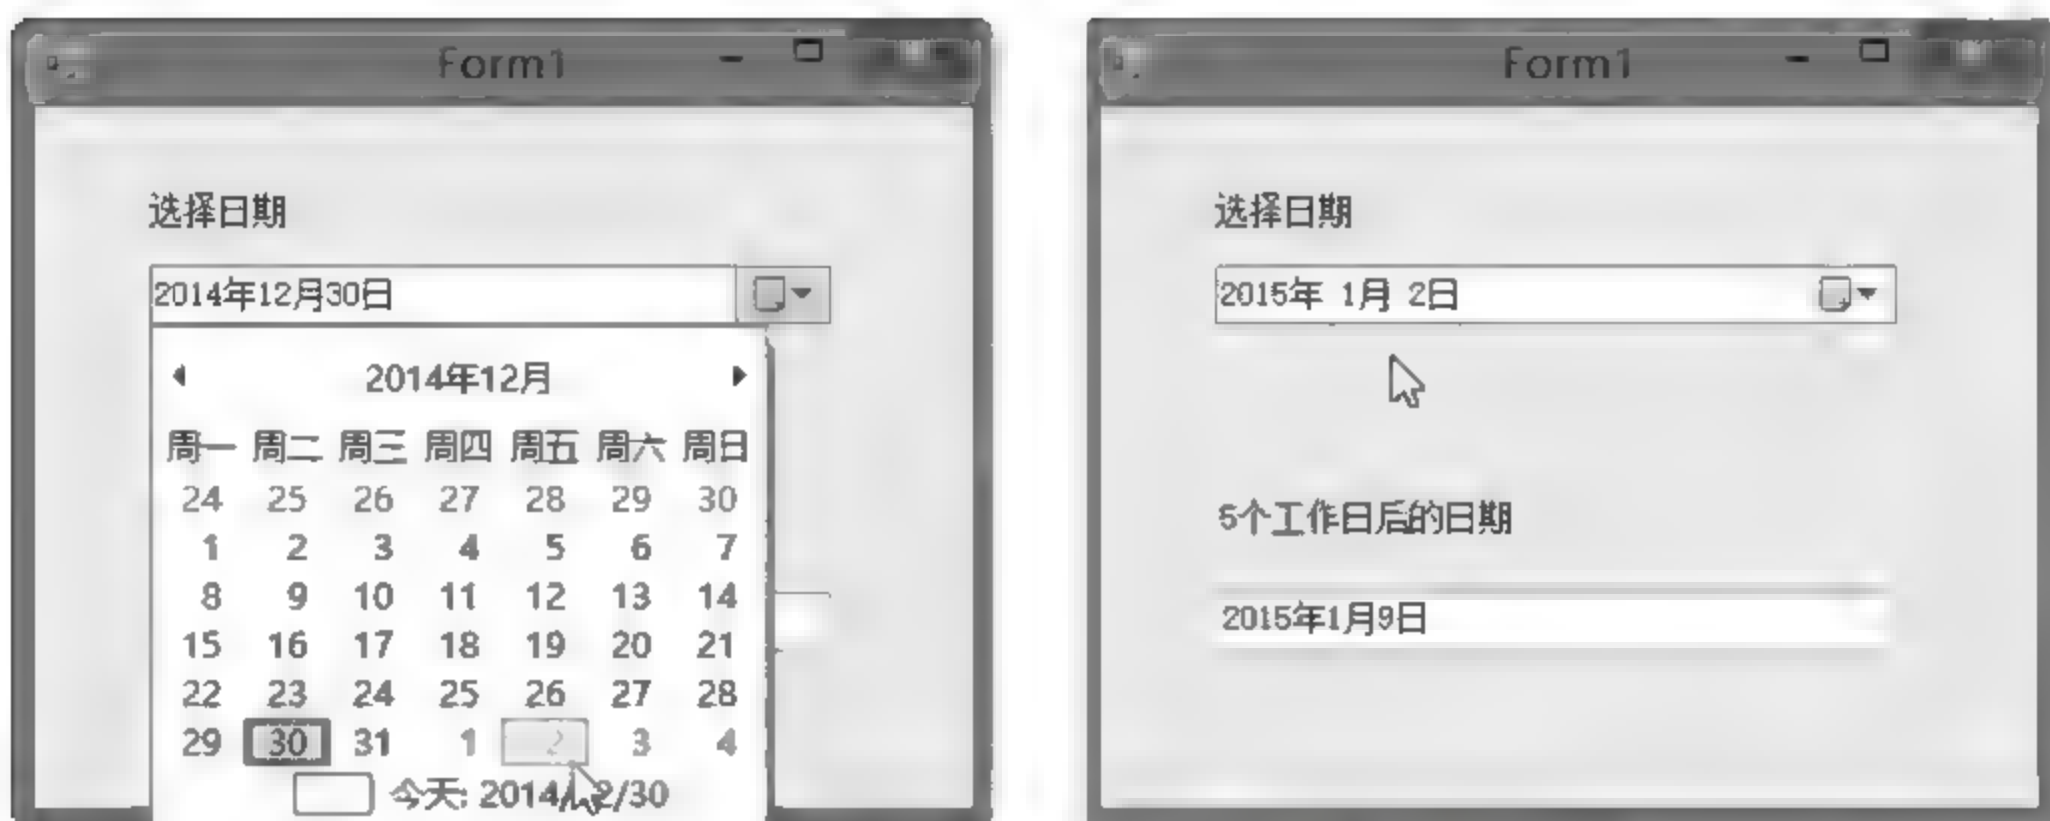 Form1
选择日期
2014年12月30日
2014年12月
周一 周二 周三 周四 周五 周六 周日
24 25 26 27 28 29 30
1 2 3 4 5 6 7
8 9 10 11 12 13 14
15 16 17 18 19 20 21
22 23 24 25 26 27 28
29 30 31 1 2 3 4
今天: 2014/ 2/30
Form1
选择日期
2015年 1月 2日
5个工作日后的日期
2015年1月9日